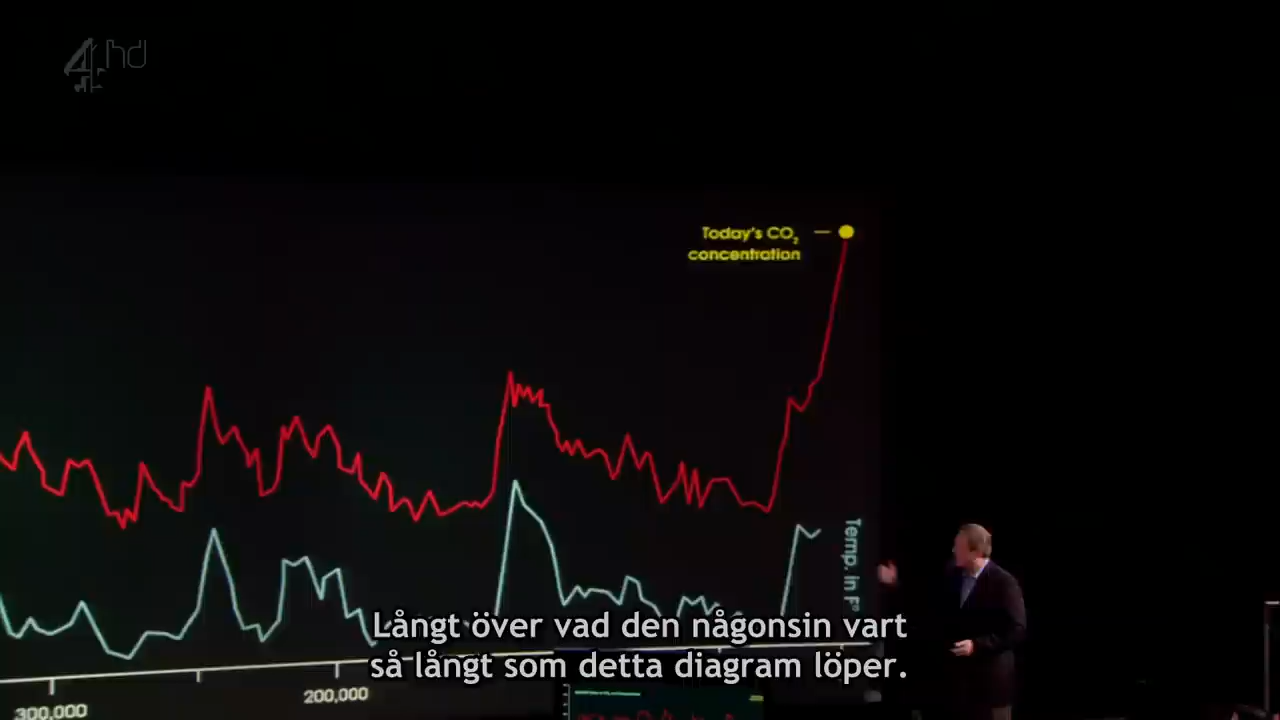 4hd
Today's CO₂
concentration
Temp. in F°
Långt över vad den någonsin vart
så långt som detta diagram löper.
200,000
300,000